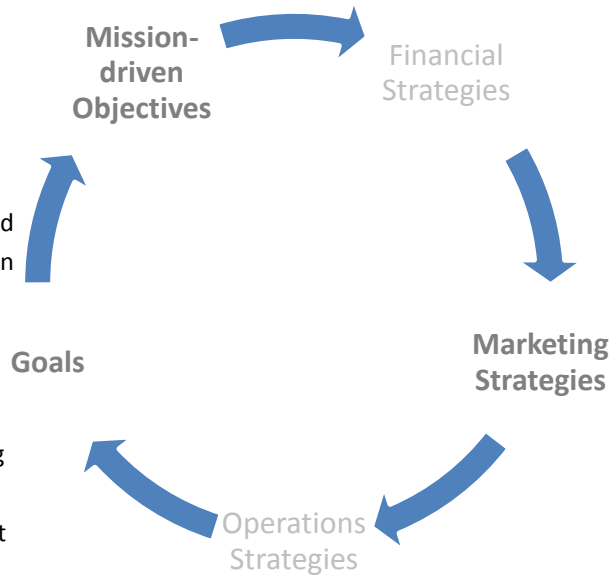 Mission-
driven
Objectives
Financial
Strategies
d
n
Goals
Marketing
Strategies
g
t
Operations
Strategies